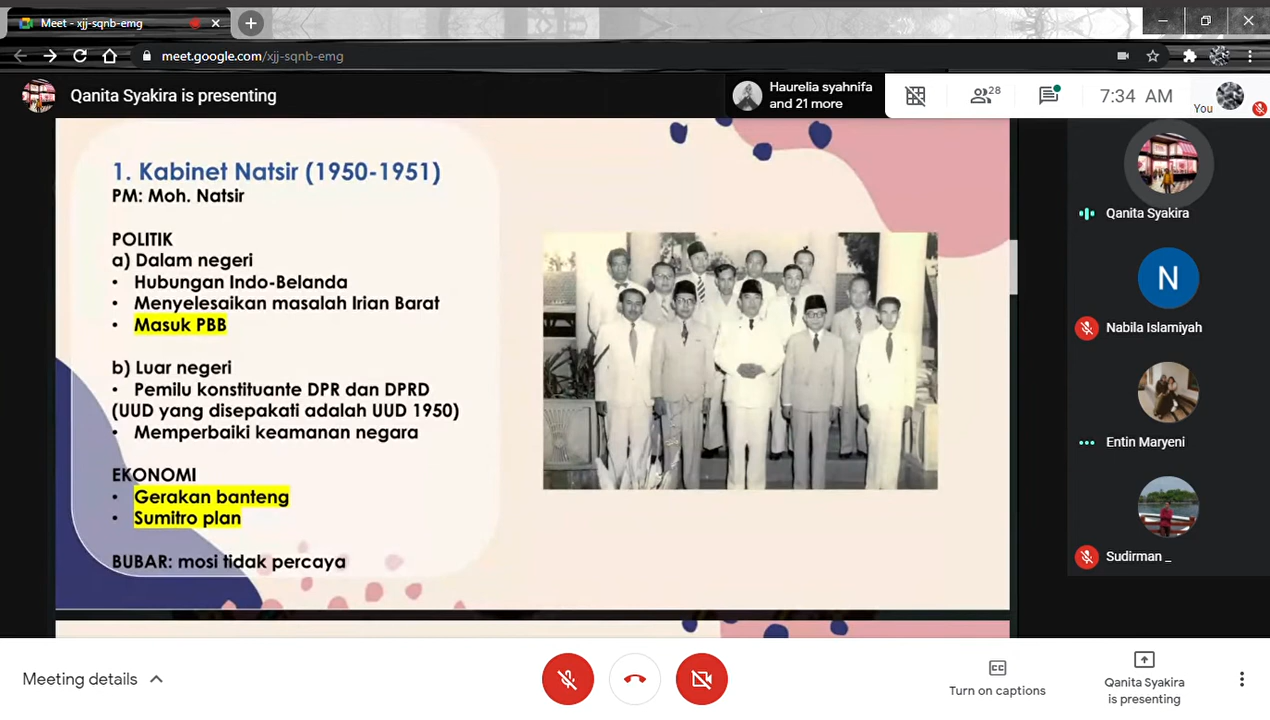 Meet - xjj-sqnb-emg
meet.google.com/xjj-sqnb-emg
Qanita Syakira is presenting
Haurelia syahnifa
and 21 more
28
7:34 AM
You
1. Kabinet Natsir (1950-1951)
PM: Moh. Natsir
POLITIK
a) Dalam negeri
• Hubungan Indo-Belanda
• Menyelesaikan masalah Irian Barat
• Masuk PBB
b) Luar negeri
• Pemilu konstituante DPR dan DPRD
(UUD yang disepakati adalah UUD 1950)
• Memperbaiki keamanan negara
EKONOMI
• Gerakan banteng
• Sumitro plan
BUBAR: mosi tidak percaya
Qanita Syakira
N
Nabila Islamiyah
Entin Maryeni
Sudirman _
Meeting details
CC
Turn on captions
Qanita Syakira
is presenting